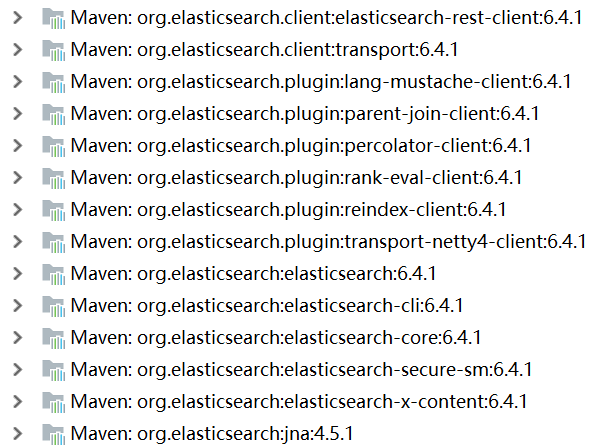 Maven: org.elasticsearch.client:elasticsearch-rest-client:6.4.1
Maven: org.elasticsearch.client:transport:6.4.1
Maven: org.elasticsearch.plugin:lang-mustache-client:6.4.1
Maven: org.elasticsearch.plugin:parent-join-client:6.4.1
Maven: org.elasticsearch.plugin:percolator-client:6.4.1
Maven: org.elasticsearch.plugin:rank-eval-client:6.4.1
Maven: org.elasticsearch.plugin:reindex-client:6.4.1
Maven: org.elasticsearch.plugin:transport-netty4-client:6.4.1
Maven: org.elasticsearch:elasticsearch:6.4.1
Maven: org.elasticsearch:elasticsearch-cli:6.4.1
Maven: org.elasticsearch:elasticsearch-core:6.4.1
Maven: org.elasticsearch:elasticsearch-secure-sm:6.4.1
Maven: org.elasticsearch:elasticsearch-x-content:6.4.1
Maven: org.elasticsearch:jna:4.5.1